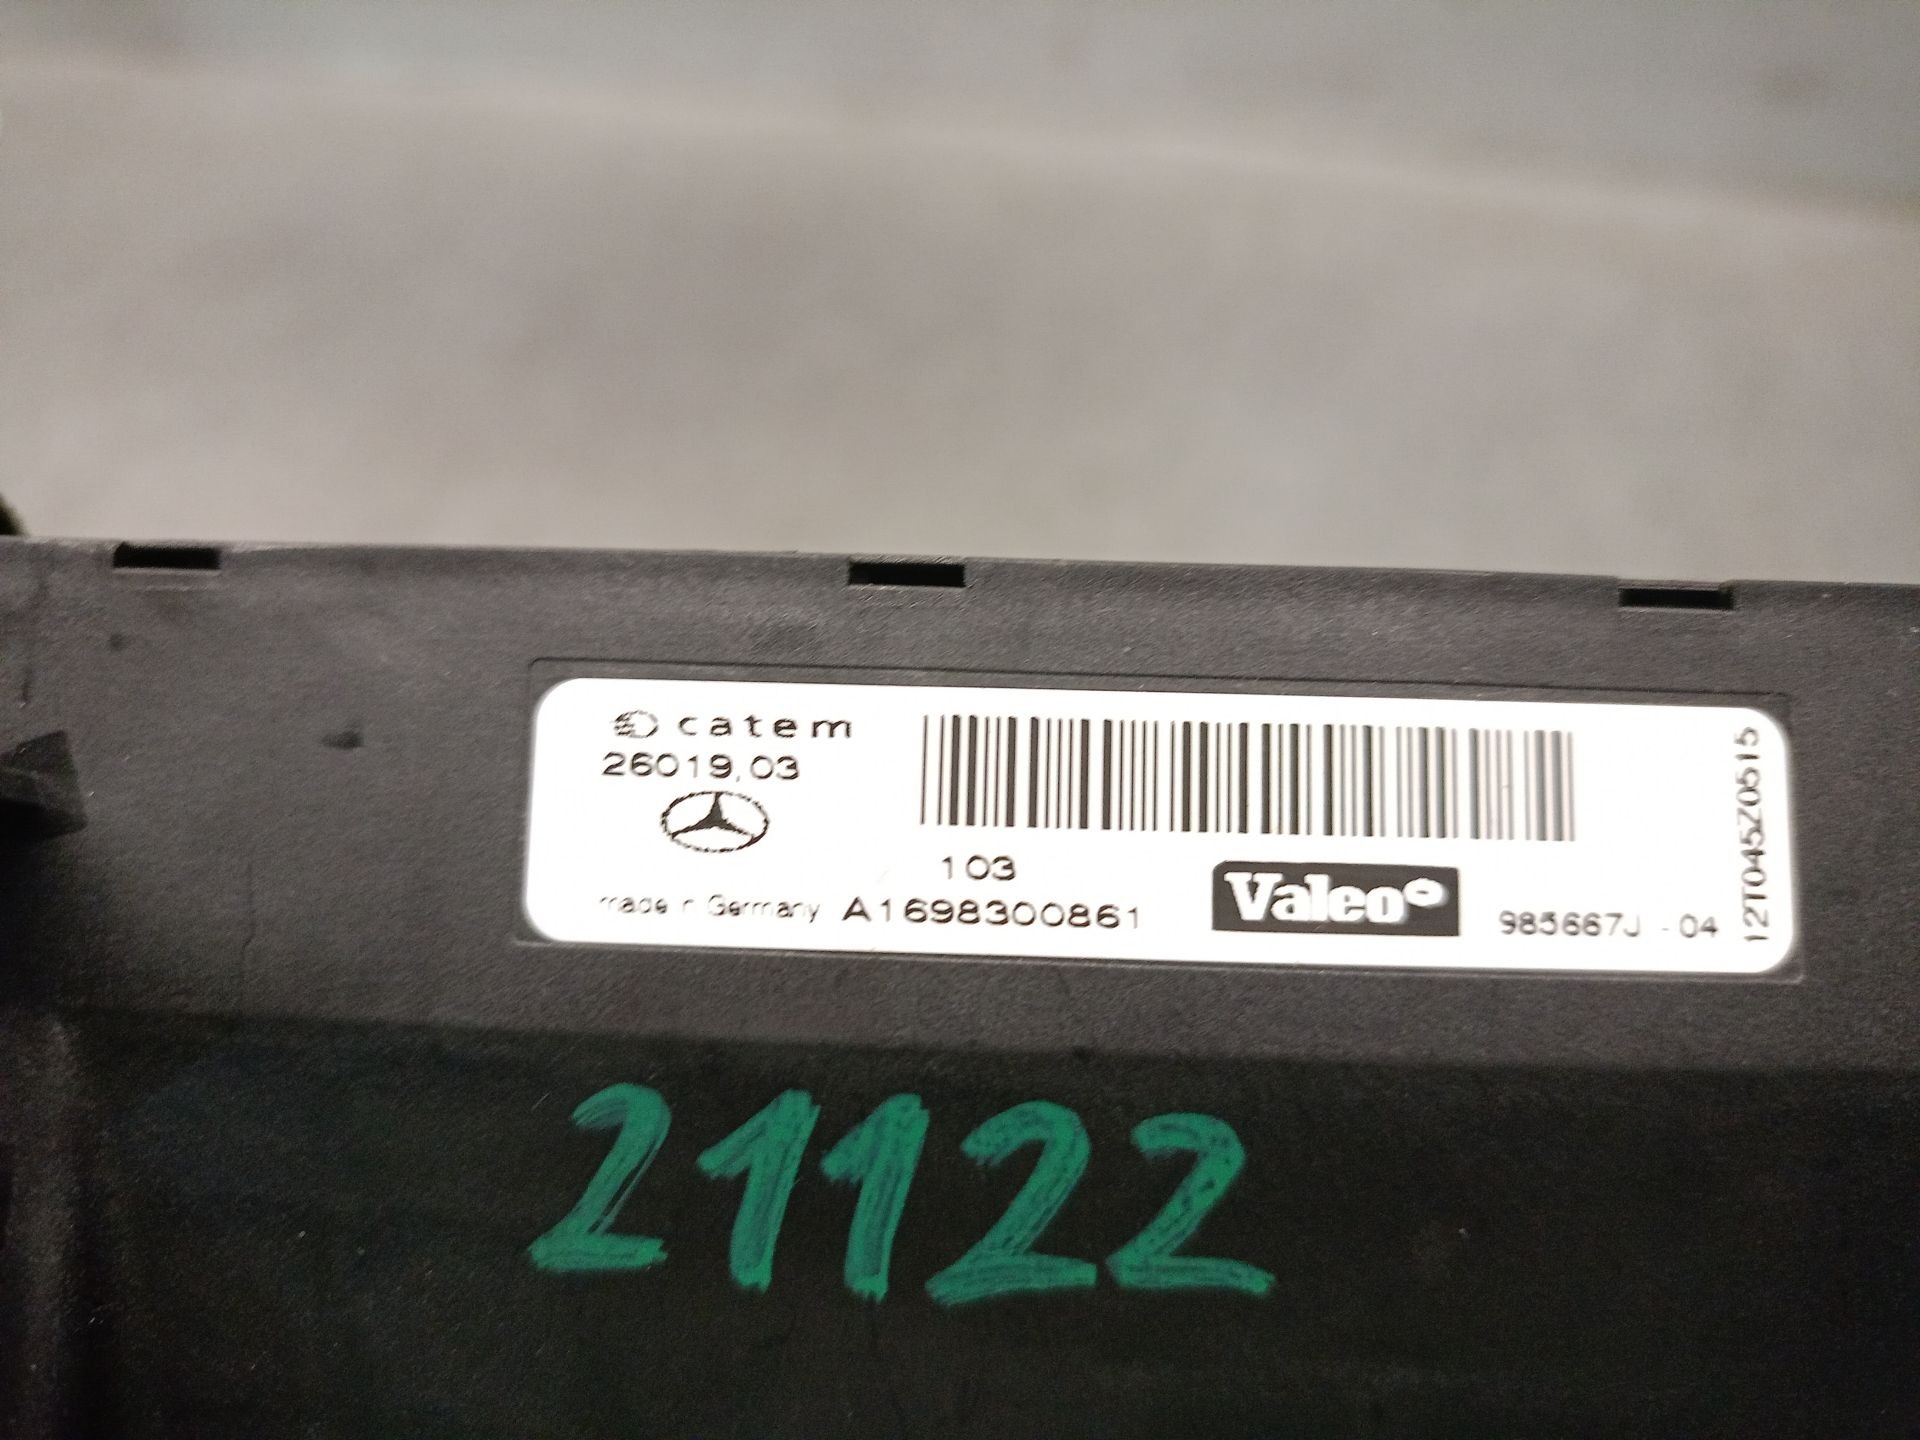 catem
26019,03
103
made in Germany A1698300861
Valeo
985667J - 04
12T045Z0515
21122